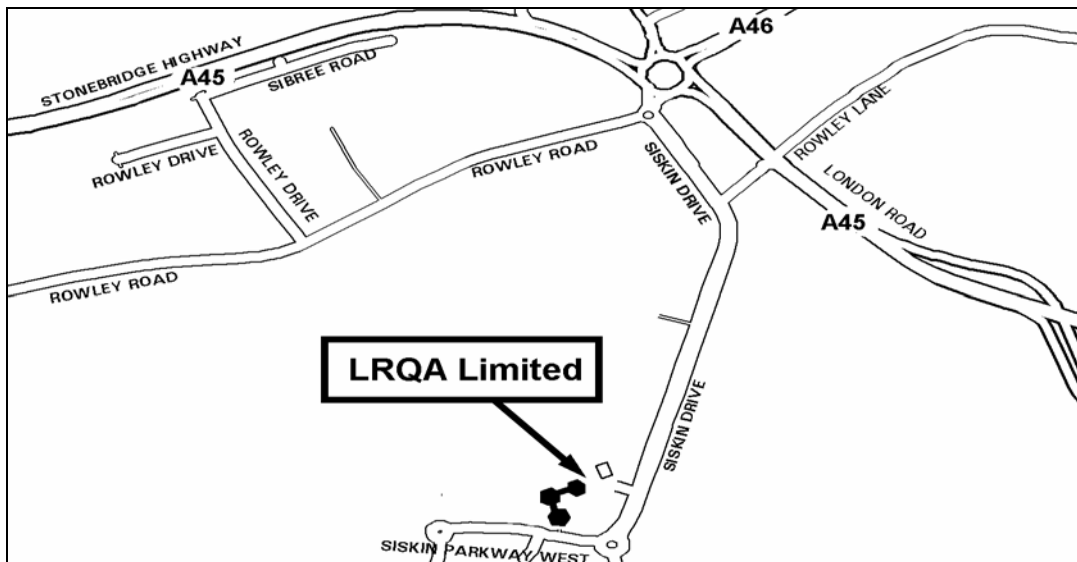 A46
STONEBRIDGE HIGHWAY
A45
SIBREE ROAD
ROWLEY DRIVE
ROWLEY DRIVE
ROWLEY ROAD
SISKIN DRIVE
ROWLEY LANE
LONDON ROAD
A45
ROWLEY ROAD
LRQA Limited
SISKIN DRIVE
SISKIN PARKWAY WEST